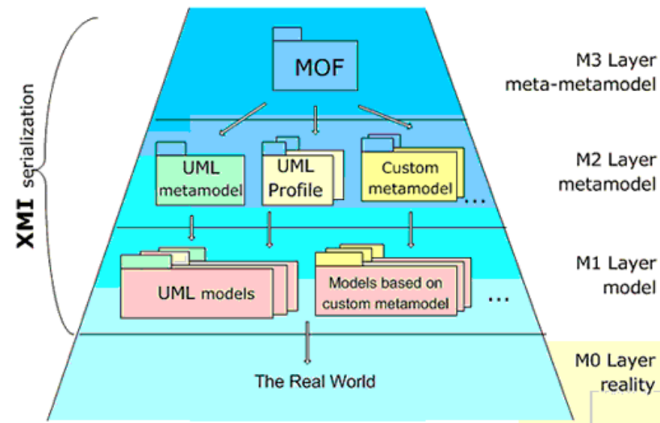 XMI serialization
MOF
M3 Layer
meta-metamodel
UML
metamodel
UML
Profile
Custom
metamodel
...
M2 Layer
metamodel
UML models
Models based on
custom metamodel
...
M1 Layer
model
The Real World
M0 Layer
reality